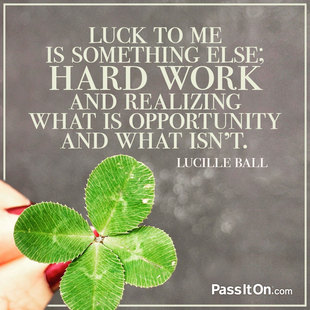 LUCK TO ME
IS SOMETHING ELSE;
HARD WORK
AND REALIZING
WHAT IS OPPORTUNITY
AND WHAT ISN'T.
LUCILLE BALL
PassItOn.com